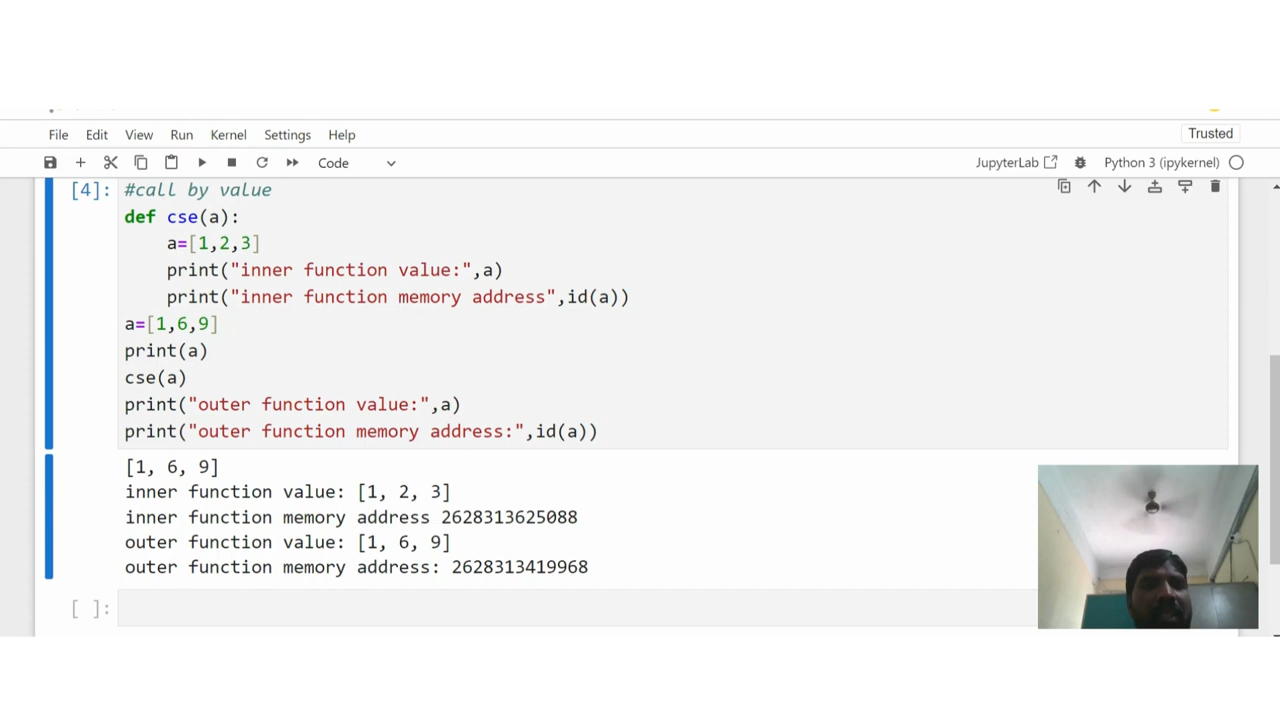 File Edit View Run Kernel Settings Help Trusted
Code JupyterLab Python 3 (ipykernel)
[4]: #call by value
def cse(a):
    a=[1,2,3]
    print("inner function value:",a)
    print("inner function memory address",id(a))
a=[1,6,9]
print(a)
cse(a)
print("outer function value:",a)
print("outer function memory address:",id(a))
[1, 6, 9]
inner function value: [1, 2, 3]
inner function memory address 2628313625088
outer function value: [1, 6, 9]
outer function memory address: 2628313419968
[ ]: